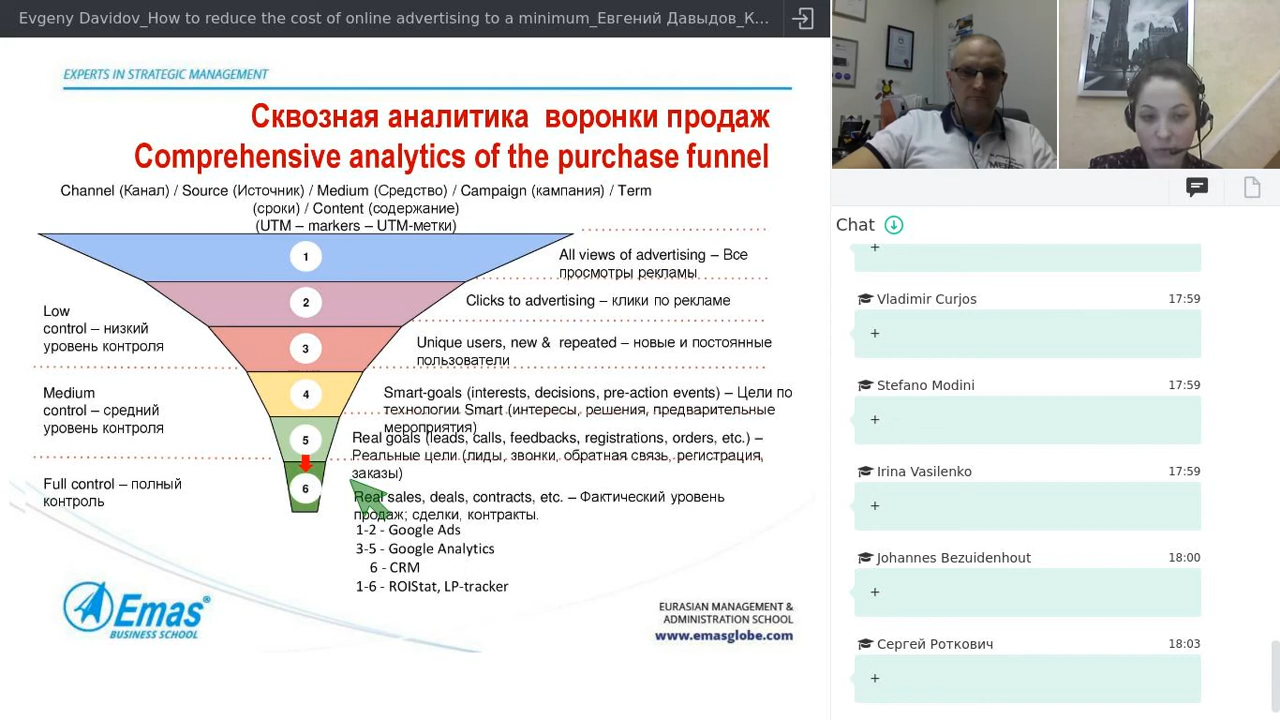 Evgeny Davidov_How to reduce the cost of online advertising to a minimum_Евгений Давыдов_К...
EXPERTS IN STRATEGIC MANAGEMENT
Сквозная аналитика воронки продаж
Comprehensive analytics of the purchase funnel
Channel (Канал) / Source (Источник) / Medium (Средство) / Campaign (кампания) / Term
(сроки) / Content (содержание)
(UTM – markers – UTM-метки)
1
All views of advertising – Все
просмотры рекламы
2
Clicks to advertising – клики по рекламе
Low
control – низкий
уровень контроля
3
Unique users, new & repeated – новые и постоянные
пользователи
Medium
control – средний
уровень контроля
4
Smart-goals (interests, decisions, pre-action events) – Цели по
технологии Smart (интересы, решения, предварительные
мероприятия)
5
Real goals (leads, calls, feedbacks, registrations, orders, etc.) –
Реальные цели (лиды, звонки, обратная связь, регистрация,
заказы)
Full control – полный
контроль
6
Real sales, deals, contracts, etc. – Фактический уровень
продаж; сделки, контракты.
1-2 - Google Ads
3-5 - Google Analytics
6 - CRM
1-6 - ROIStat, LP-tracker
Emas®
BUSINESS SCHOOL
EURASIAN MANAGEMENT &
ADMINISTRATION SCHOOL
www.emasglobe.com
Chat
+
Vladimir Curjos 17:59
+
Stefano Modini 17:59
+
Irina Vasilenko 17:59
+
Johannes Bezuidenhout 18:00
+
Сергей Роткович 18:03
+